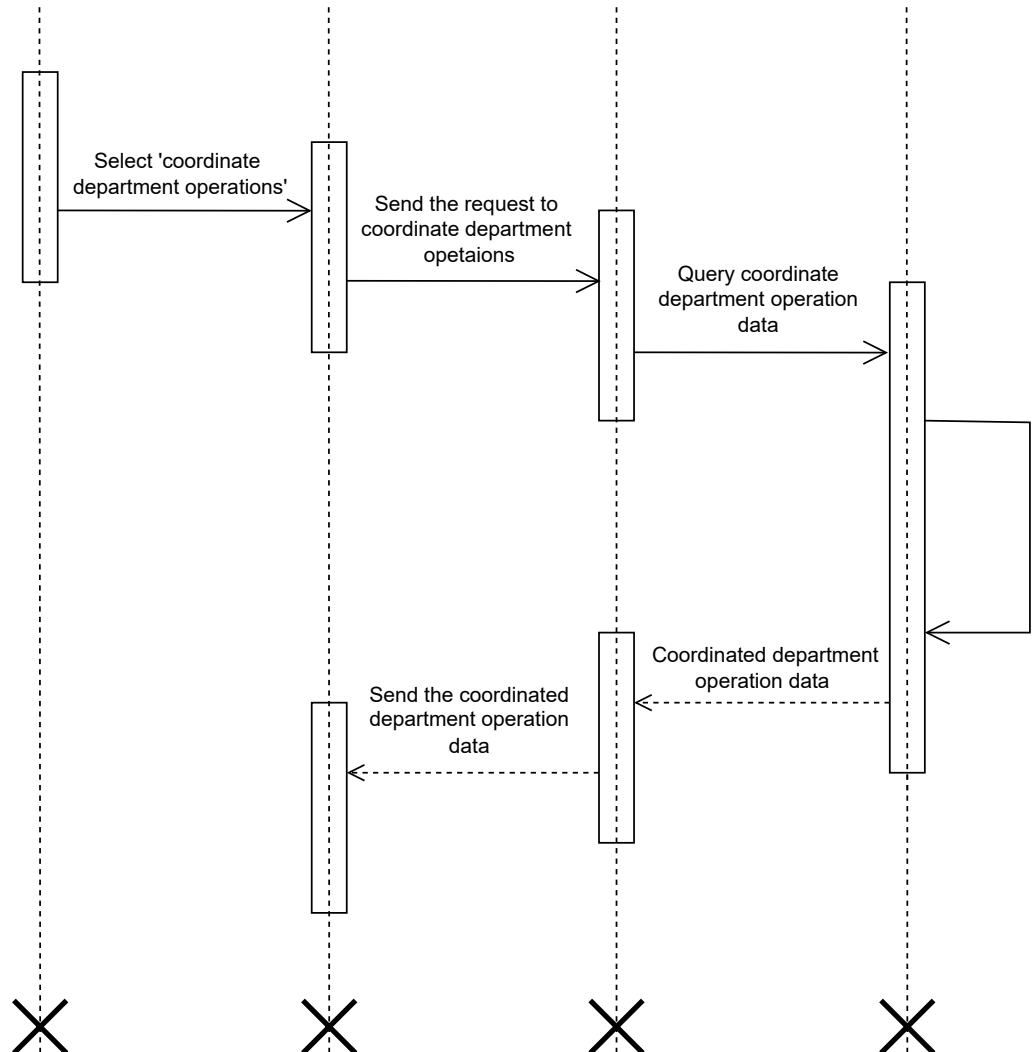 Select 'coordinate
department operations'
Send the request to
coordinate department
opetaions
Query coordinate
department operation
data
Coordinated department
operation data
Send the coordinated
department operation
data